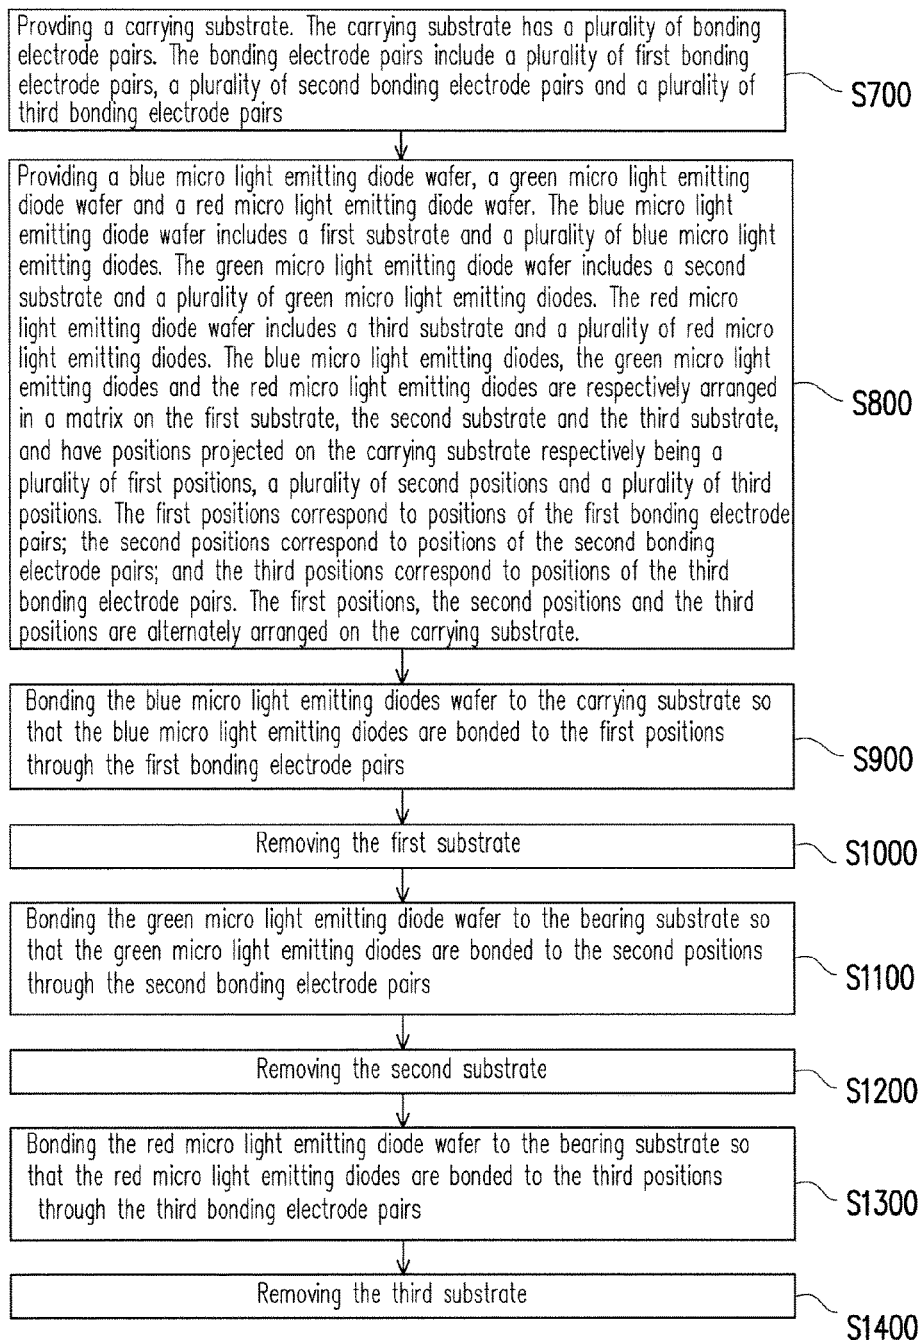 Provding a carrying substrate. The carrying substrate has a plurality of bonding
electrode pairs. The bonding electrode pairs include a plurality of first bonding
electrode pairs, a plurality of second bonding electrode pairs and a plurality of
third bonding electrode pairs
S700
Providing a blue micro light emitting diode wafer, a green micro light emitting
diode wafer and a red micro light emitting diode wafer. The blue micro light
emitting diode wafer includes a first substrate and a plurality of blue micro light
emitting diodes. The green micro light emitting diode wafer includes a second
substrate and a plurality of green micro light emitting diodes. The red micro
light emitting diode wafer includes a third substrate and a plurality of red micro
light emitting diodes. The blue micro light emitting diodes, the green micro light
emitting diodes and the red micro light emitting diodes are respectively arranged
in a matrix on the first substrate, the second substrate and the third substrate,
and have positions projected on the carrying substrate respectively being a
plurality of first positions, a plurality of second positions and a plurality of third
positions. The first positions correspond to positions of the first bonding electrode
pairs; the second positions correspond to positions of the second bonding
electrode pairs; and the third positions correspond to positions of the third
bonding electrode pairs. The first positions, the second positions and the third
positions are alternately arranged on the carrying substrate.
S800
Bonding the blue micro light emitting diodes wafer to the carrying substrate so
that the blue micro light emitting diodes are bonded to the first positions
through the first bonding electrode pairs
S900
Removing the first substrate
S1000
Bonding the green micro light emitting diode wafer to the bearing substrate so
that the green micro light emitting diodes are bonded to the second positions
through the second bonding electrode pairs
S1100
Removing the second substrate
S1200
Bonding the red micro light emitting diode wafer to the bearing substrate so
that the red micro light emitting diodes are bonded to the third positions
through the third bonding electrode pairs
S1300
Removing the third substrate
S1400